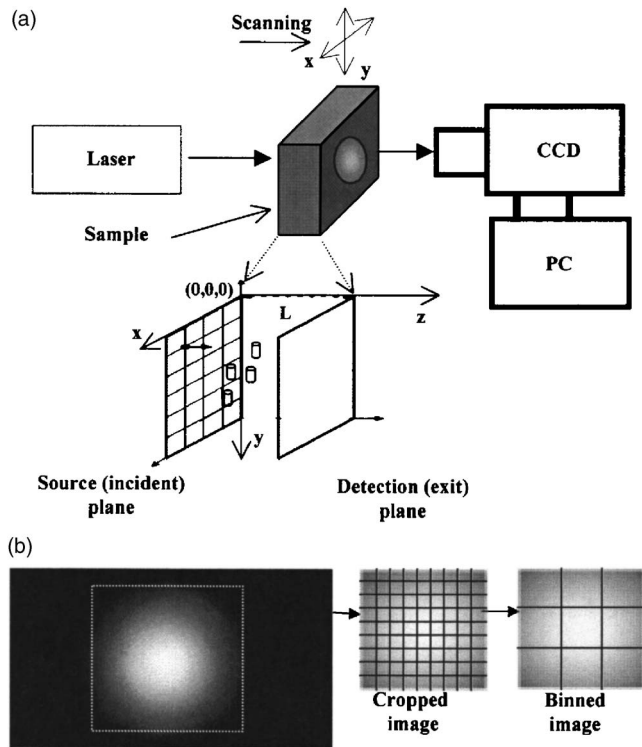 (a)
Scanning
x
y
Laser
CCD
Sample
PC
(0,0,0)
L
z
x
y
Source (incident)
plane
Detection (exit)
plane
(b)
Cropped
image
Binned
image